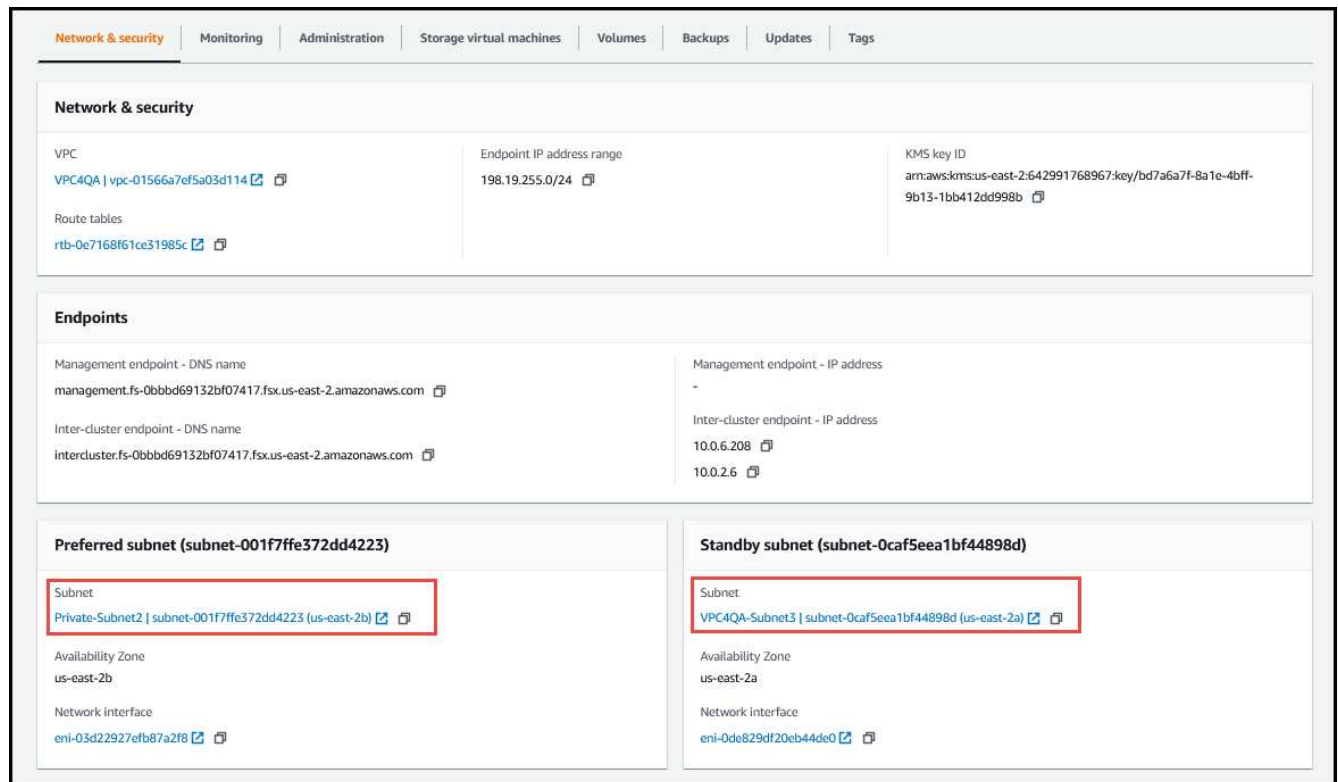 Network & security
Monitoring
Administration
Storage virtual machines
Volumes
Backups
Updates
Tags
Network & security
VPC
VPC4QA | vpc-01566a7ef5a03d114
Route tables
rtb-0e7168f61ce31985c
Endpoint IP address range
198.19.255.0/24
KMS key ID
arn:aws:kms:us-east-2:642991768967:key/bd7a6a7f-8a1e-4bff-
9b13-1bb412dd998b
Endpoints
Management endpoint - DNS name
management.fs-0bbbd69132bf07417.fsx.us-east-2.amazonaws.com
Inter-cluster endpoint - DNS name
intercluster.fs-0bbbd69132bf07417.fsx.us-east-2.amazonaws.com
Management endpoint - IP address
-
Inter-cluster endpoint - IP address
10.0.6.208
10.0.2.6
Preferred subnet (subnet-001f7ffe372dd4223)
Subnet
Private-Subnet2 | subnet-001f7ffe372dd4223 (us-east-2b)
Availability Zone
us-east-2b
Network interface
eni-03d22927efb87a2f8
Standby subnet (subnet-0caf5eea1bf44898d)
Subnet
VPC4QA-Subnet3 | subnet-0caf5eea1bf44898d (us-east-2a)
Availability Zone
us-east-2a
Network interface
eni-0de829df20eb44de0